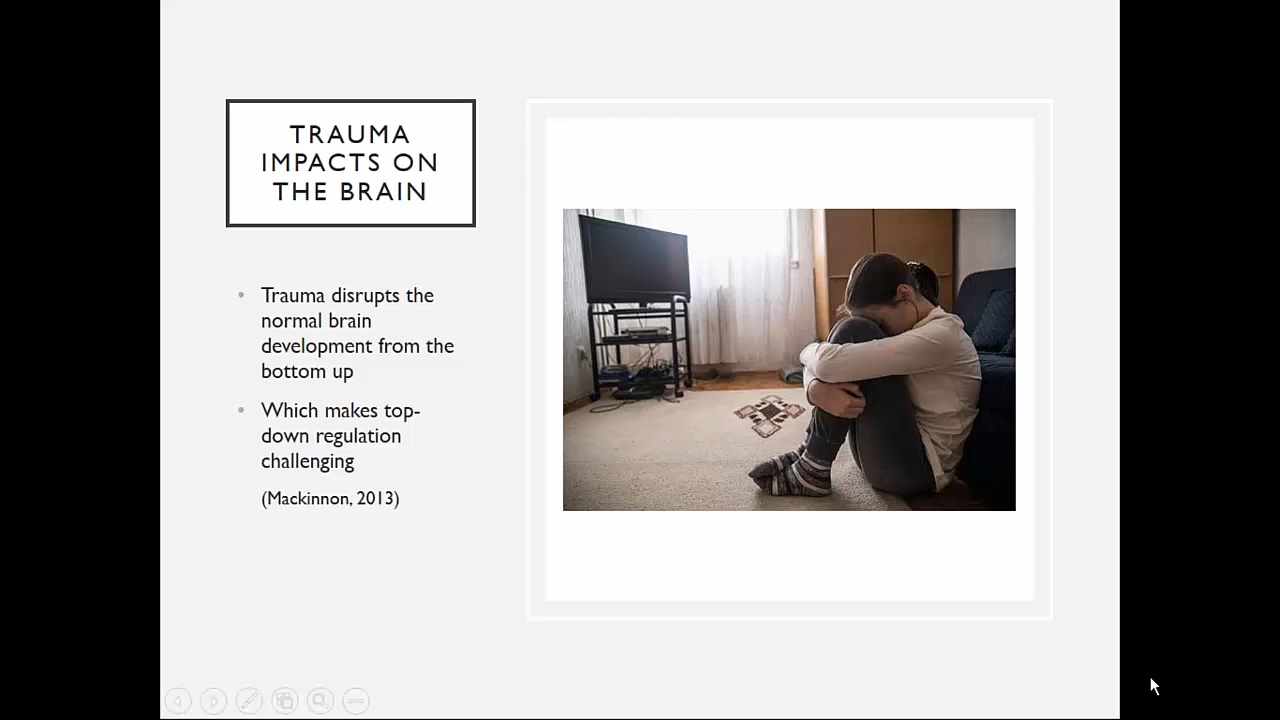 TRAUMA
IMPACTS ON
THE BRAIN
• Trauma disrupts the
normal brain
development from the
bottom up
• Which makes top-
down regulation
challenging
(Mackinnon, 2013)